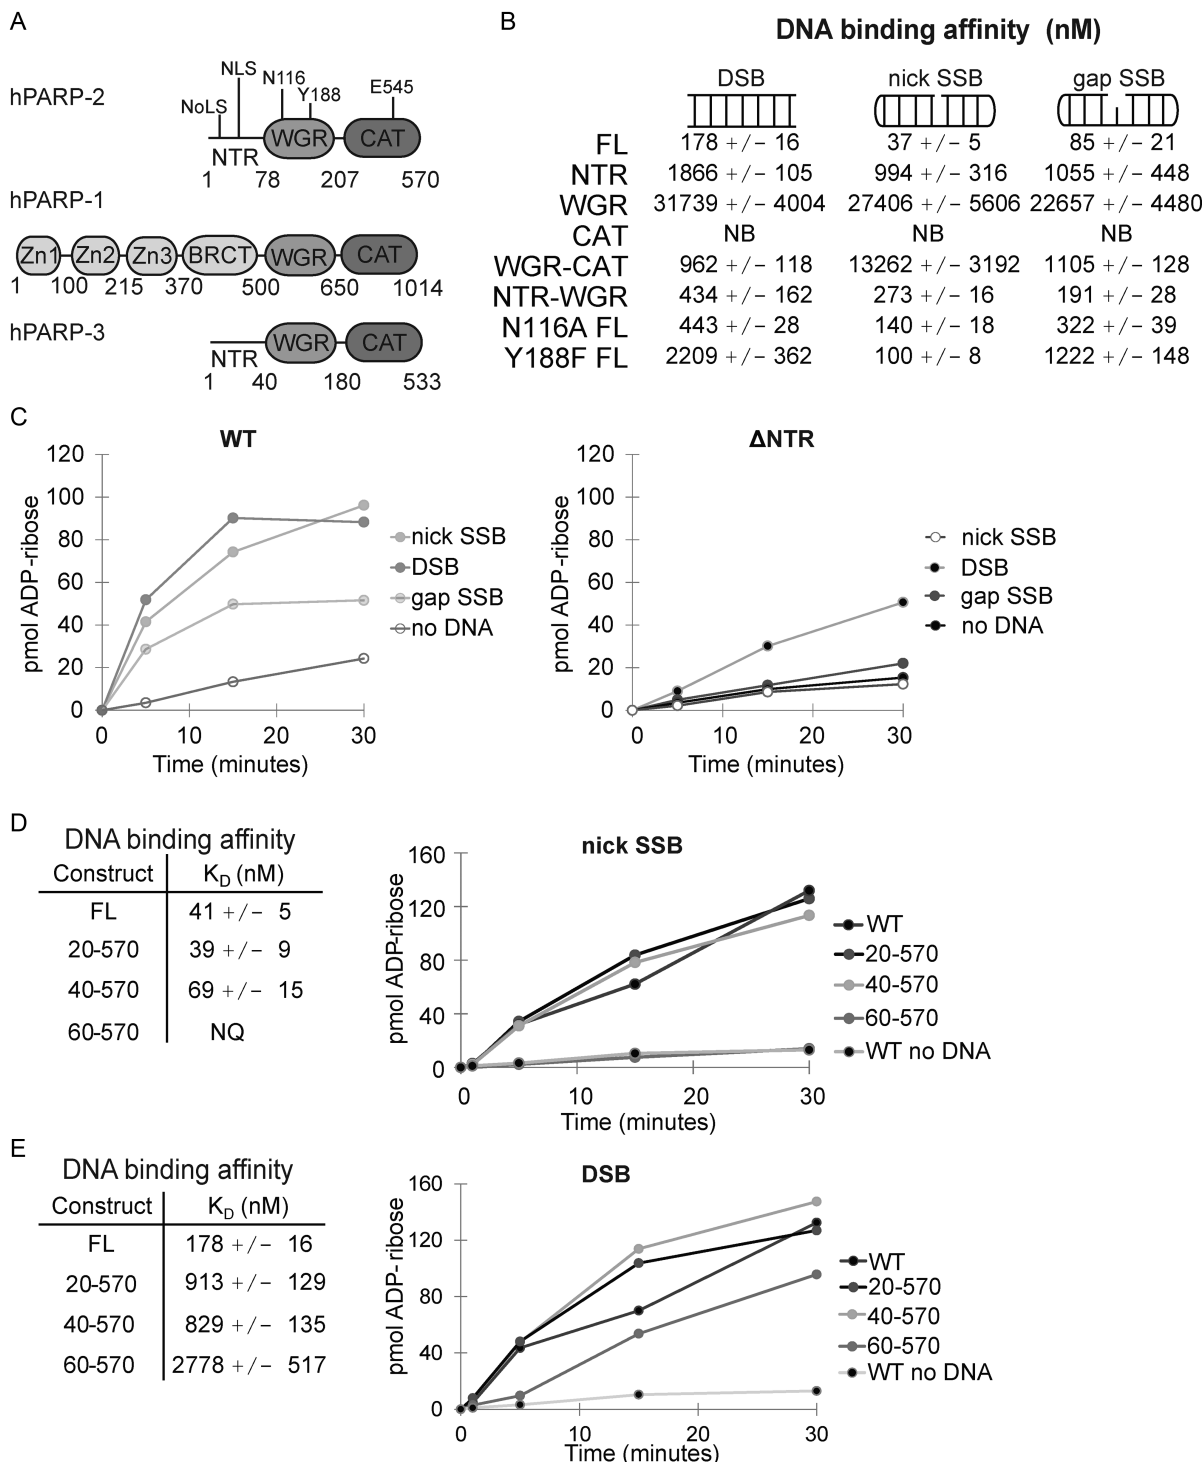 A
hPARP-2
NoLS
NLS
N116
Y188
E545
WGR
CAT
NTR
1 78 207 570
hPARP-1
Zn1 Zn2 Zn3 BRCT WGR CAT
1 100 215 370 500 650 1014
hPARP-3
WGR CAT
NTR
1 40 180 533
B
DNA binding affinity (nM)
DSB nick SSB gap SSB
FL 178 +/- 16 37 +/- 5 85 +/- 21
NTR 1866 +/- 105 994 +/- 316 1055 +/- 448
WGR 31739 +/- 4004 27406 +/- 5606 22657 +/- 4480
CAT NB NB NB
WGR-CAT 962 +/- 118 13262 +/- 3192 1105 +/- 128
NTR-WGR 434 +/- 162 273 +/- 16 191 +/- 28
N116A FL 443 +/- 28 140 +/- 18 322 +/- 39
Y188F FL 2209 +/- 362 100 +/- 8 1222 +/- 148
C
WT
pmol ADP-ribose
120
100
80
60
40
20
0
0 10 20 30
Time (minutes)
nick SSB
DSB
gap SSB
no DNA
ΔNTR
pmol ADP-ribose
120
100
80
60
40
20
0
0 10 20 30
Time (minutes)
nick SSB
DSB
gap SSB
no DNA
D
DNA binding affinity
Construct KD (nM)
FL 41 +/- 5
20-570 39 +/- 9
40-570 69 +/- 15
60-570 NQ
nick SSB
pmol ADP-ribose
160
120
80
40
0
0 10 20 30
Time (minutes)
WT
20-570
40-570
60-570
WT no DNA
E
DNA binding affinity
Construct KD (nM)
FL 178 +/- 16
20-570 913 +/- 129
40-570 829 +/- 135
60-570 2778 +/- 517
DSB
pmol ADP- ribose
160
120
80
40
0
0 10 20 30
Time (minutes)
WT
20-570
40-570
60-570
WT no DNA